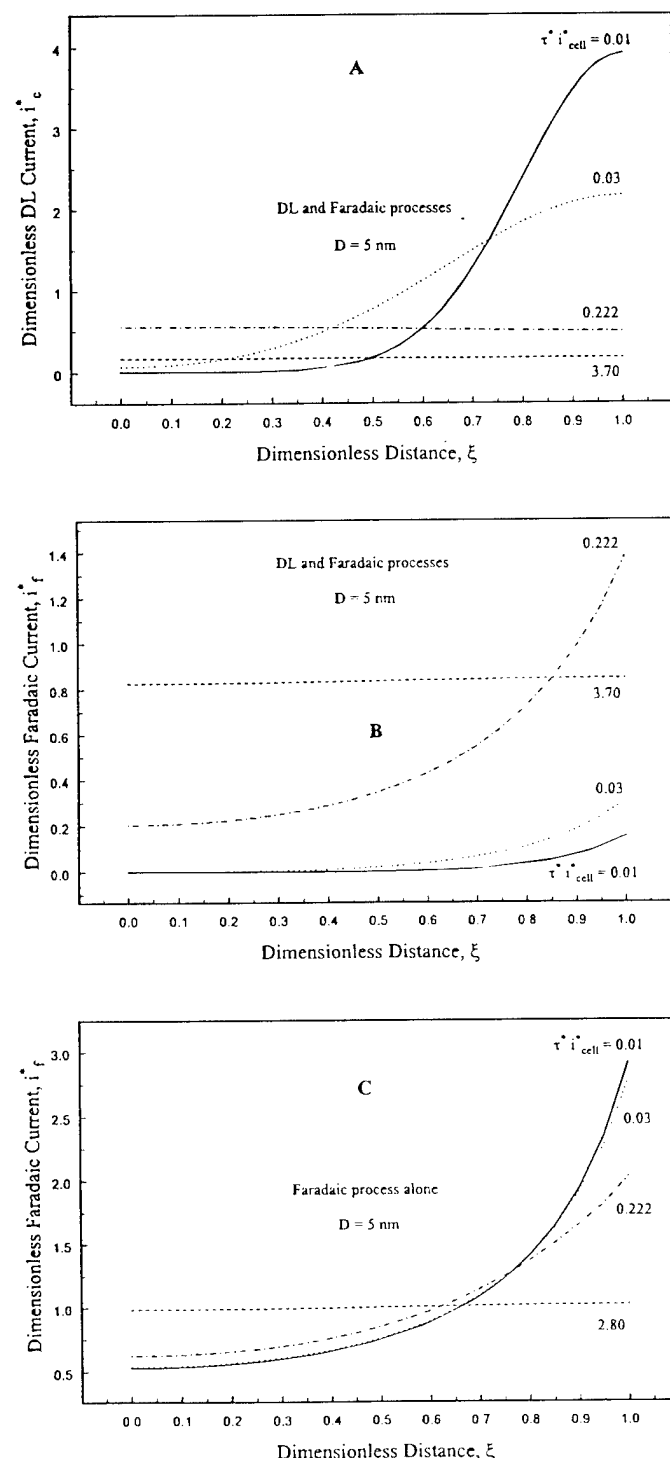 τ* i*cell = 0.01
A
4
3
2
1
0
Dimensionless DL Current, i*c
0.03
DL and Faradaic processes
D = 5 nm
0.222
3.70
0.0 0.1 0.2 0.3 0.4 0.5 0.6 0.7 0.8 0.9 1.0
Dimensionless Distance, ξ
0.222
1.4
1.2
1.0
0.8
0.6
0.4
0.2
0.0
Dimensionless Faradaic Current, i*f
DL and Faradaic processes
D = 5 nm
3.70
B
0.03
τ* i*cell = 0.01
0.0 0.1 0.2 0.3 0.4 0.5 0.6 0.7 0.8 0.9 1.0
Dimensionless Distance, ξ
τ* i*cell = 0.01
3.0
2.5
2.0
1.5
1.0
0.5
Dimensionless Faradaic Current, i*f
C
0.03
Faradaic process alone
D = 5 nm
0.222
2.80
0.0 0.1 0.2 0.3 0.4 0.5 0.6 0.7 0.8 0.9 1.0
Dimensionless Distance, ξ